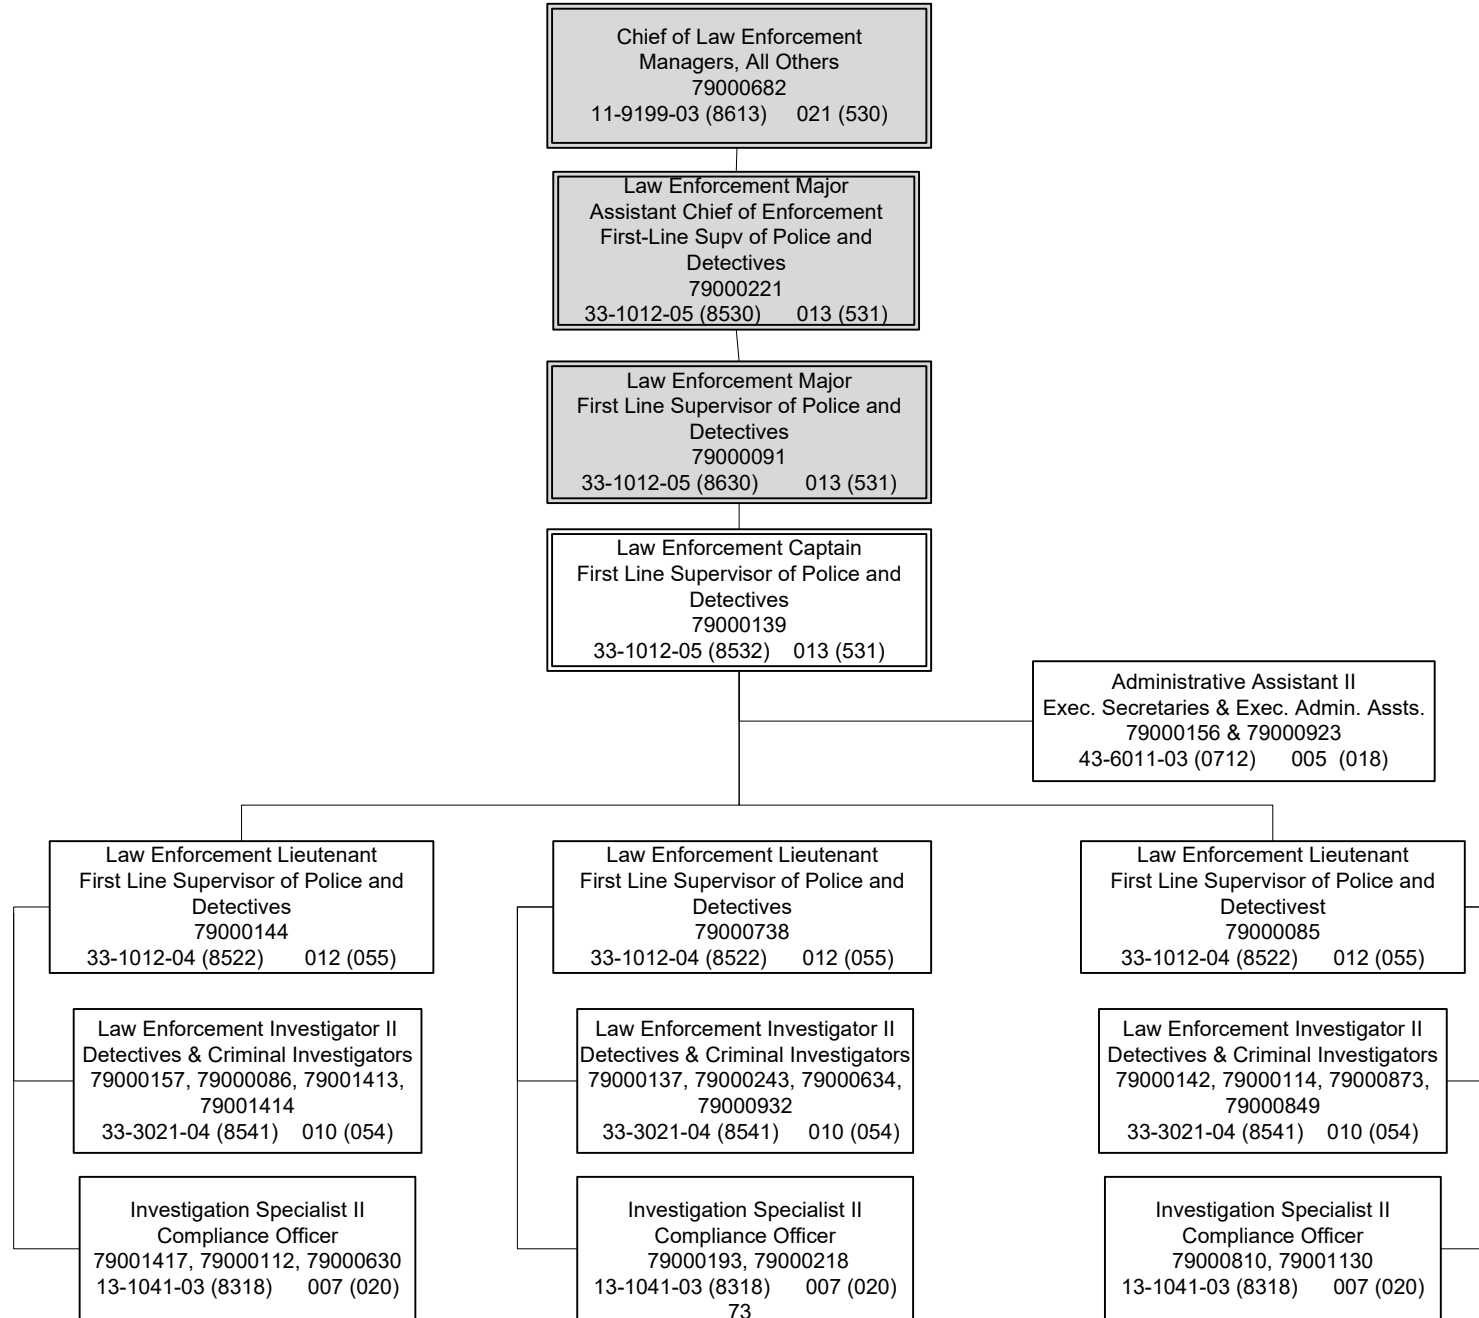 Chief of Law Enforcement
Managers, All Others
79000682
11-9199-03 (8613) 021 (530)
Law Enforcement Major
Assistant Chief of Enforcement
First-Line Supv of Police and
Detectives
79000221
33-1012-05 (8530) 013 (531)
Law Enforcement Major
First Line Supervisor of Police and
Detectives
79000091
33-1012-05 (8630) 013 (531)
Law Enforcement Captain
First Line Supervisor of Police and
Detectives
79000139
33-1012-05 (8532) 013 (531)
Administrative Assistant II
Exec. Secretaries & Exec. Admin. Assts.
79000156 & 79000923
43-6011-03 (0712) 005 (018)
Law Enforcement Lieutenant
First Line Supervisor of Police and
Detectives
79000144
33-1012-04 (8522) 012 (055)
Law Enforcement Lieutenant
First Line Supervisor of Police and
Detectives
79000738
33-1012-04 (8522) 012 (055)
Law Enforcement Lieutenant
First Line Supervisor of Police and
Detectivest
79000085
33-1012-04 (8522) 012 (055)
Law Enforcement Investigator II
Detectives & Criminal Investigators
79000157, 79000086, 79001413,
79001414
33-3021-04 (8541) 010 (054)
Law Enforcement Investigator II
Detectives & Criminal Investigators
79000137, 79000243, 79000634,
79000932
33-3021-04 (8541) 010 (054)
Law Enforcement Investigator II
Detectives & Criminal Investigators
79000142, 79000114, 79000873,
79000849
33-3021-04 (8541) 010 (054)
Investigation Specialist II
Compliance Officer
79001417, 79000112, 79000630
13-1041-03 (8318) 007 (020)
Investigation Specialist II
Compliance Officer
79000193, 79000218
13-1041-03 (8318) 007 (020)
73
Investigation Specialist II
Compliance Officer
79000810, 79001130
13-1041-03 (8318) 007 (020)